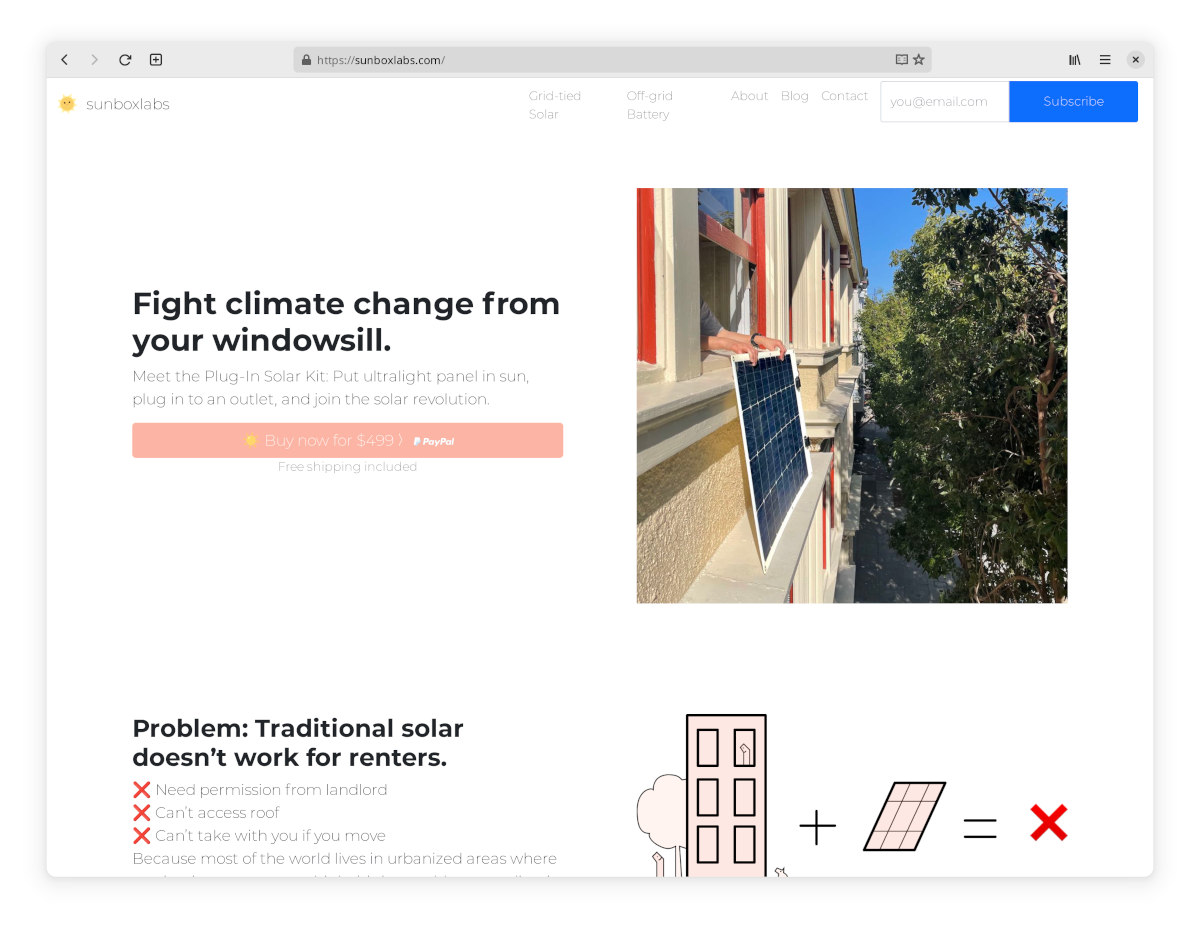 https://sunboxlabs.com/
sunboxlabs
Grid-tied
Solar
Off-grid
Battery
About
Blog
Contact
you@email.com
Subscribe
Fight climate change from
your windowsill.
Meet the Plug-In Solar Kit: Put ultralight panel in sun,
plug in to an outlet, and join the solar revolution.
Buy now for $499 〉 PayPal
Free shipping included
Problem: Traditional solar
doesn’t work for renters.
❌ Need permission from landlord
❌ Can’t access roof
❌ Can’t take with you if you move
Because most of the world lives in urbanized areas where